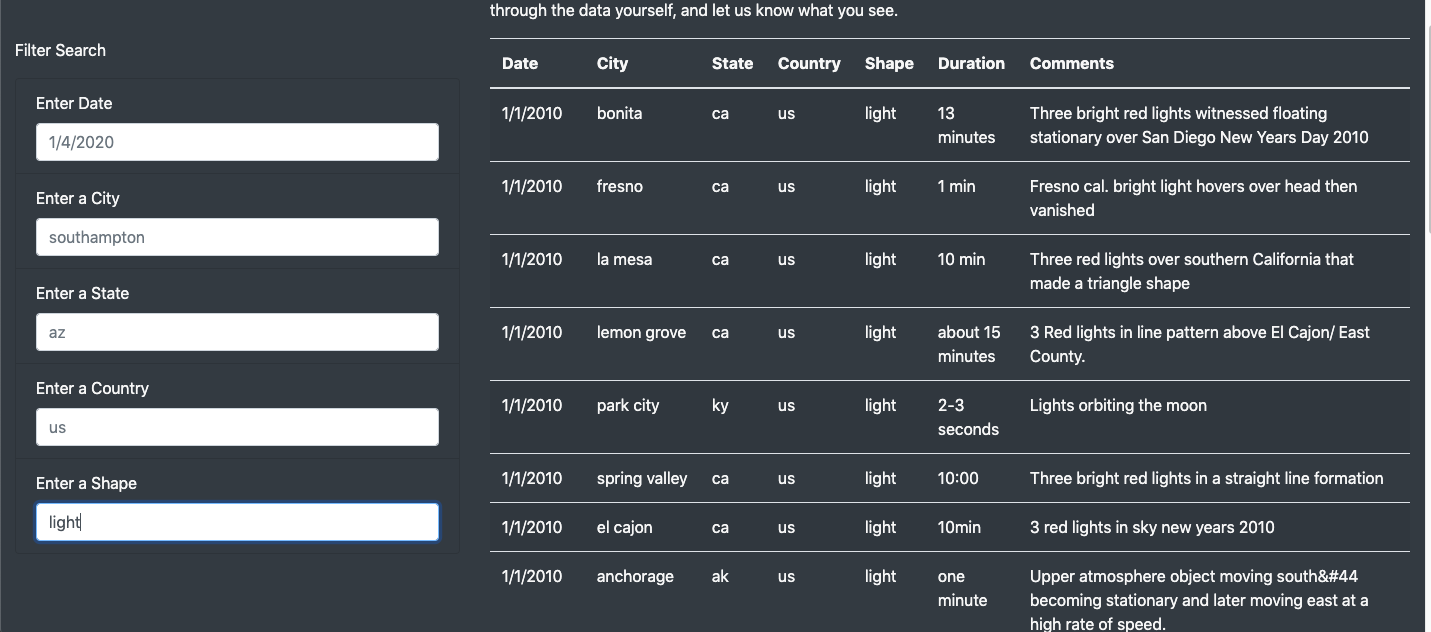 through the data yourself, and let us know what you see.
Filter Search
Enter Date
1/4/2020
Enter a City
southampton
Enter a State
az
Enter a Country
us
Enter a Shape
light
Date City State Country Shape Duration Comments
1/1/2010 bonita ca us light 13 Three bright red lights witnessed floating
minutes stationary over San Diego New Years Day 2010
1/1/2010 fresno ca us light 1 min Fresno cal. bright light hovers over head then
vanished
1/1/2010 la mesa ca us light 10 min Three red lights over southern California that
made a triangle shape
1/1/2010 lemon grove ca us light about 15 3 Red lights in line pattern above El Cajon/ East
minutes County.
1/1/2010 park city ky us light 2-3 Lights orbiting the moon
seconds
1/1/2010 spring valley ca us light 10:00 Three bright red lights in a straight line formation
1/1/2010 el cajon ca us light 10min 3 red lights in sky new years 2010
1/1/2010 anchorage ak us light one Upper atmosphere object moving south&#44
minute becoming stationary and later moving east at a
high rate of speed.